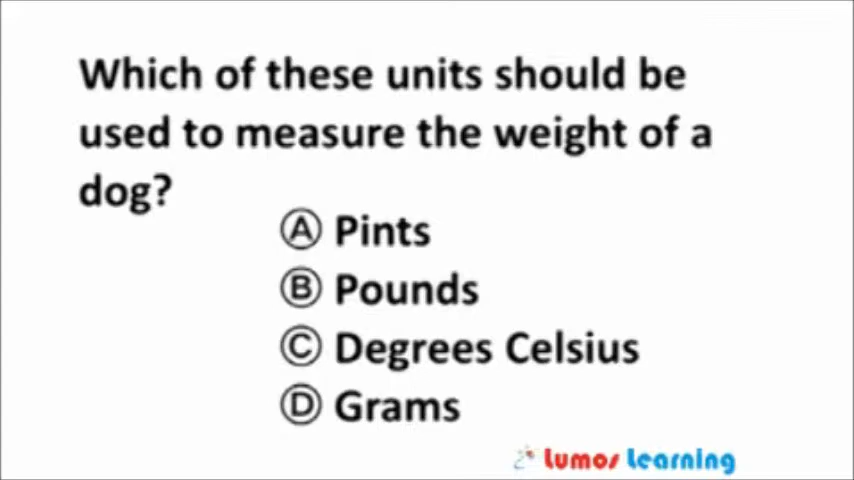 Which of these units should be
used to measure the weight of a
dog?
Ⓐ Pints
Ⓑ Pounds
Ⓒ Degrees Celsius
Ⓓ Grams
Lumos Learning